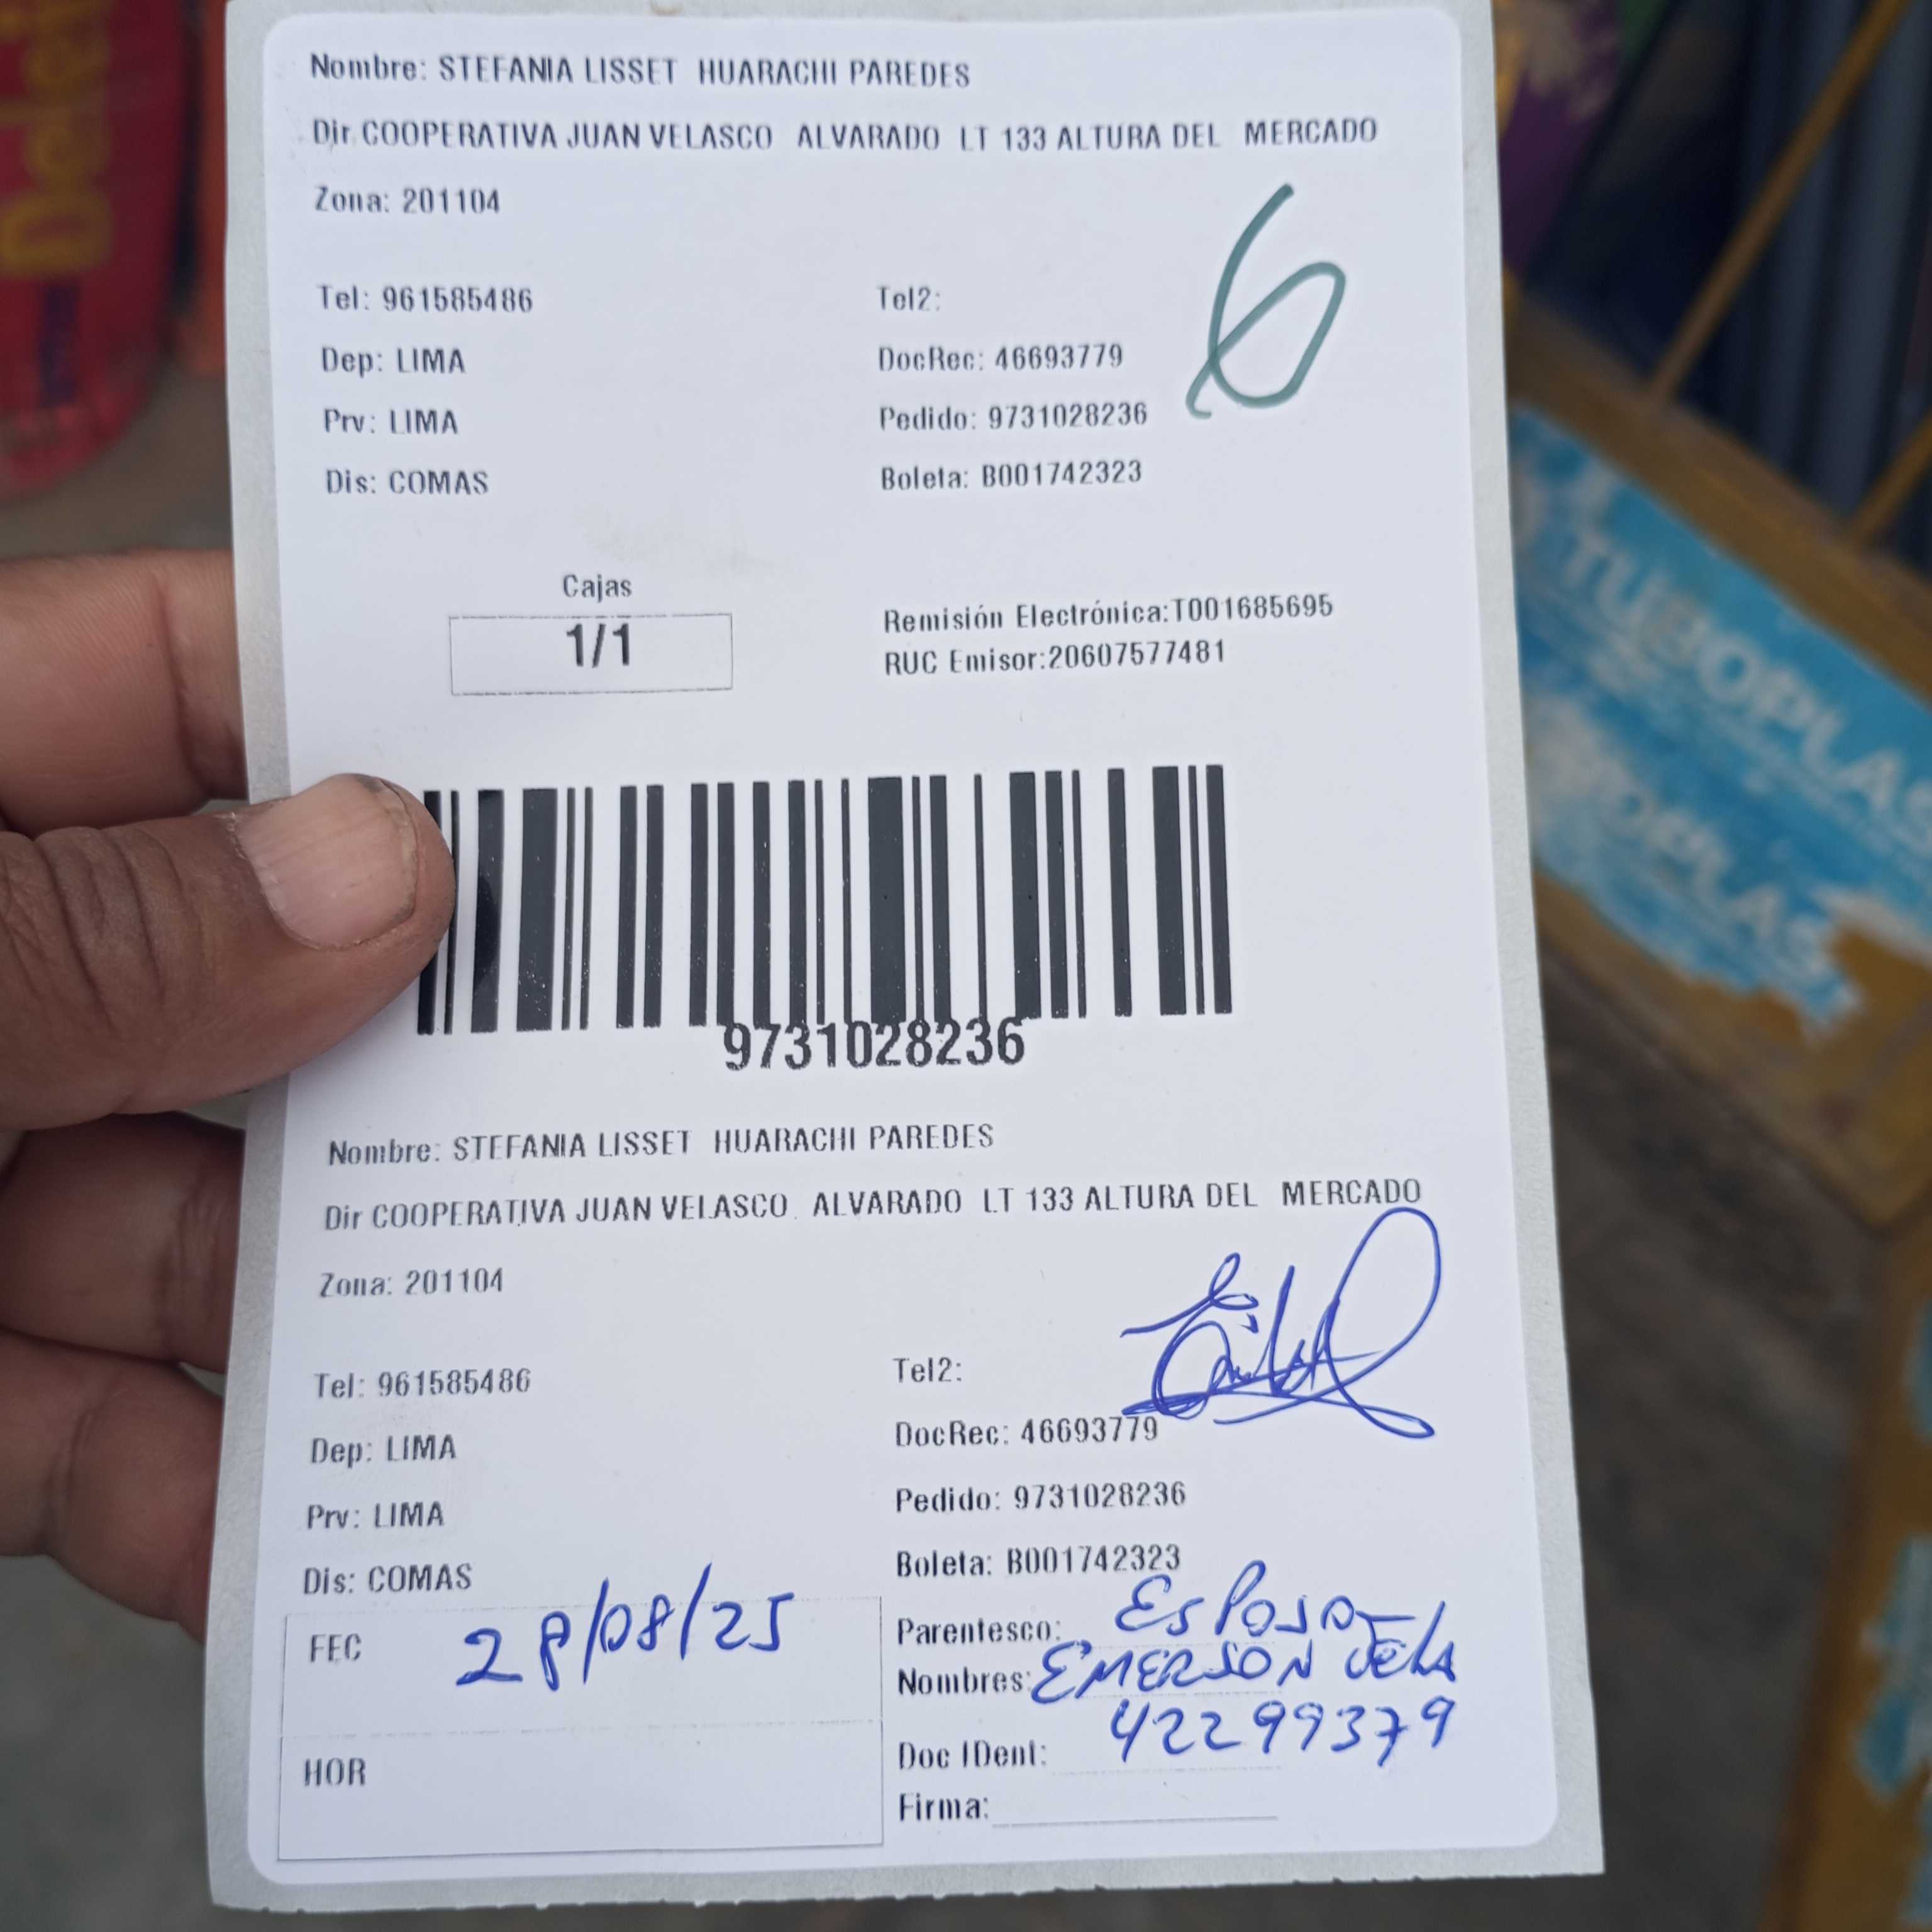 Nombre: STEFANIA LISSET HUARACHI PAREDES
Dir COOPERATIVA JUAN VELASCO ALVARADO LT 133 ALTURA DEL MERCADO
Zona: 201104
6
Tel: 961585486
Tel2:
Dep: LIMA
DocRec: 46693779
Prv: LIMA
Pedido: 9731028236
Dis: COMAS
Boleta: B001742323
Cajas
1/1
Remisión Electrónica:T001685695
RUC Emisor:20607577481
9731028236
Nombre: STEFANIA LISSET HUARACHI PAREDES
Dir COOPERATIVA JUAN VELASCO ALVARADO LT 133 ALTURA DEL MERCADO
Zona: 201104
Tel: 961585486
Tel2:
Dep: LIMA
DocRec: 46693779
Prv: LIMA
Pedido: 9731028236
Dis: COMAS
Boleta: B001742323
FEC 28/08/25
Parentesco: ESPOSO
Nombres: EMERSON VELA
Doc IDent: 42299379
HOR
Firma:
TUBOPLAS